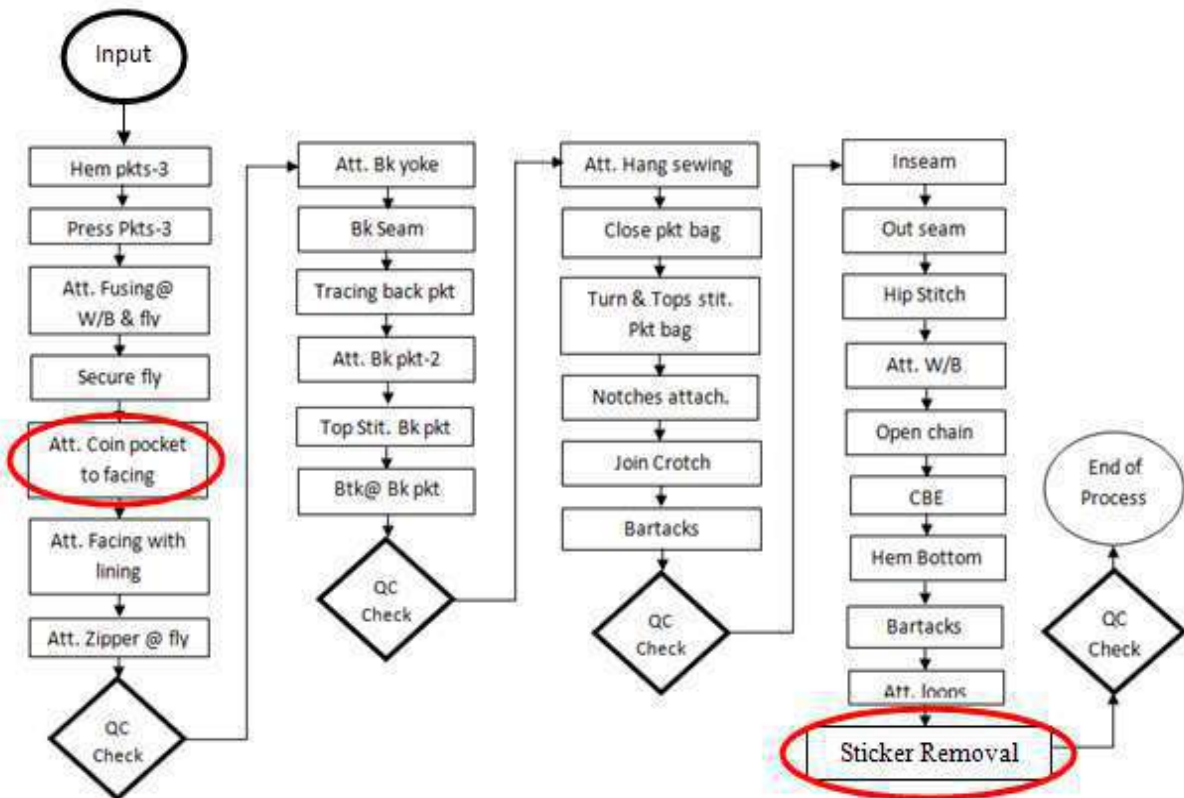 Input
Hem pkts-3
Press Pkts-3
Att. Fusing@
W/B & fly
Secure fly
Att. Coin pocket
to facing
Att. Facing with
lining
Att. Zipper @ fly
QC
Check
Att. Bk yoke
Bk Seam
Tracing back pkt
Att. Bk pkt-2
Top Stit. Bk pkt
Btk@ Bk pkt
QC
Check
Att. Hang sewing
Close pkt bag
Turn & Tops stit.
Pkt bag
Notches attach.
Join Crotch
Bartacks
QC
Check
Inseam
Out seam
Hip Stitch
Att. W/B
Open chain
CBE
Hem Bottom
Bartacks
Att. loops
Sticker Removal
QC
Check
End of
Process